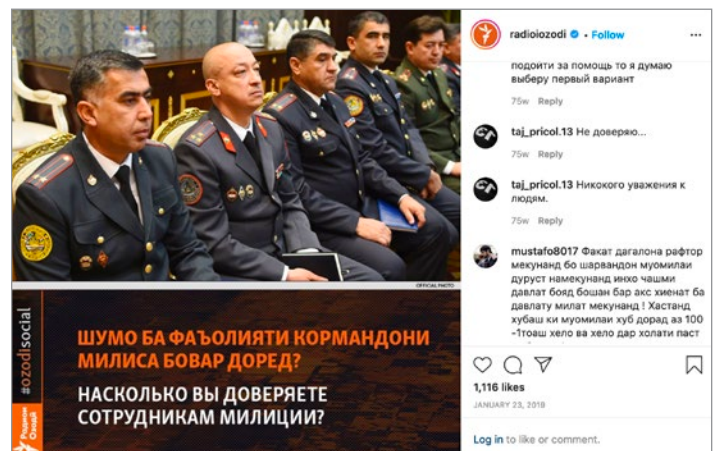 radioiozodi • Follow
подойти за помощь то я думаю
выберу первый вариант
75w Reply
taj_pricol.13 Не доверяю...
75w Reply
taj_pricol.13 Никокого уважения к
людям.
75w Reply
mustafo8017 Факат дагалона рафтор
мекунанд бо шарвандон муомилаи
дуруст намекунанд инхо чашми
давлат бояд бошан бар акс хиенат ба
давлату милат мекунанд ! Хастанд
хубаш ки муомилаи хуб дорад аз 100
-1тоаш хело ва хело дар холати паст
OFFICIAL PHOTO
#ozodisocial
Радиои
Озодӣ
ШУМО БА ФАЪОЛИЯТИ КОРМАНДОНИ
МИЛИСА БОВАР ДОРЕД?
НАСКОЛЬКО ВЫ ДОВЕРЯЕТЕ
СОТРУДНИКАМ МИЛИЦИИ?
1,116 likes
JANUARY 23, 2018
Log in to like or comment.